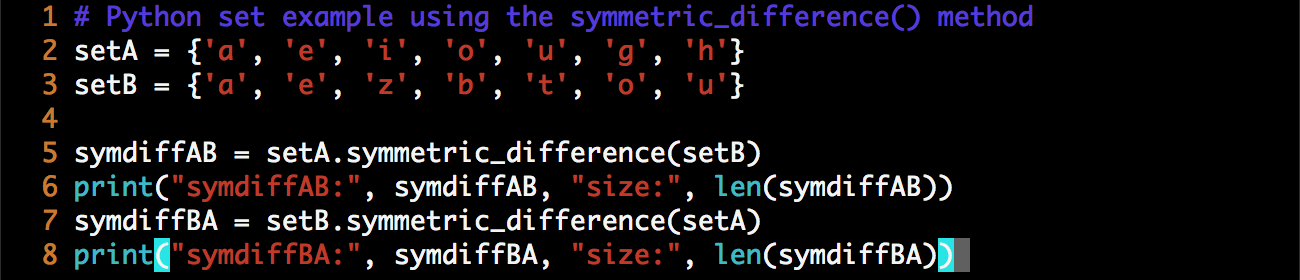 1 # Python set example using the symmetric_difference() method
2 setA = {'a', 'e', 'i', 'o', 'u', 'g', 'h'}
3 setB = {'a', 'e', 'z', 'b', 't', 'o', 'u'}
4
5 symdiffAB = setA.symmetric_difference(setB)
6 print("symdiffAB:", symdiffAB, "size:", len(symdiffAB))
7 symdiffBA = setB.symmetric_difference(setA)
8 print("symdiffBA:", symdiffBA, "size:", len(symdiffBA))